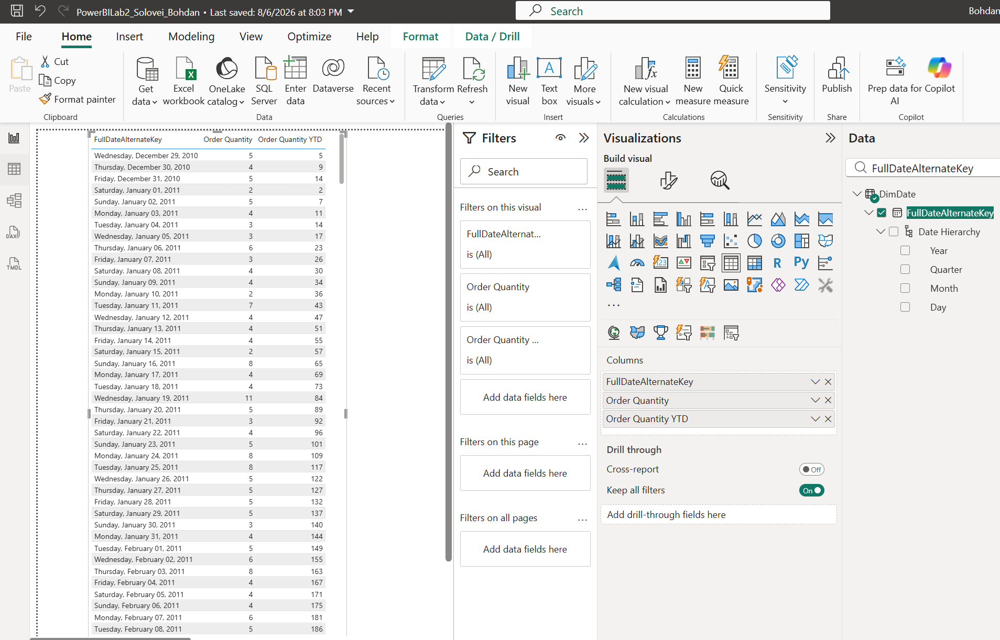 PowerBILab2_Solovei_Bohdan • Last saved: 8/6/2026 at 8:03 PM
Search
Bohdan
File Home Insert Modeling View Optimize Help Format Data / Drill
Paste
Cut
Copy
Format painter
Clipboard
Get data
Excel workbook
OneLake catalog
SQL Server
Enter data
Dataverse
Recent sources
Data
Transform data
Refresh
Queries
New visual
Text box
More visuals
Insert
New visual calculation
New measure
Quick measure
Calculations
Sensitivity
Sensitivity
Publish
Share
Prep data for AI
Copilot
Copilot
DAX
TMDL
FullDateAlternateKey Order Quantity Order Quantity YTD
Wednesday, December 29, 2010 5 5
Thursday, December 30, 2010 4 9
Friday, December 31, 2010 5 14
Saturday, January 01, 2011 2 2
Sunday, January 02, 2011 5 7
Monday, January 03, 2011 4 11
Tuesday, January 04, 2011 3 14
Wednesday, January 05, 2011 3 17
Thursday, January 06, 2011 6 23
Friday, January 07, 2011 3 26
Saturday, January 08, 2011 4 30
Sunday, January 09, 2011 4 34
Monday, January 10, 2011 2 36
Tuesday, January 11, 2011 7 43
Wednesday, January 12, 2011 4 47
Thursday, January 13, 2011 4 51
Friday, January 14, 2011 4 55
Saturday, January 15, 2011 2 57
Sunday, January 16, 2011 8 65
Monday, January 17, 2011 4 69
Tuesday, January 18, 2011 4 73
Wednesday, January 19, 2011 11 84
Thursday, January 20, 2011 5 89
Friday, January 21, 2011 3 92
Saturday, January 22, 2011 4 96
Sunday, January 23, 2011 5 101
Monday, January 24, 2011 8 109
Tuesday, January 25, 2011 8 117
Wednesday, January 26, 2011 5 122
Thursday, January 27, 2011 5 127
Friday, January 28, 2011 5 132
Saturday, January 29, 2011 5 137
Sunday, January 30, 2011 3 140
Monday, January 31, 2011 4 144
Tuesday, February 01, 2011 5 149
Wednesday, February 02, 2011 6 155
Thursday, February 03, 2011 8 163
Friday, February 04, 2011 4 167
Saturday, February 05, 2011 4 171
Sunday, February 06, 2011 4 175
Monday, February 07, 2011 6 181
Tuesday, February 08, 2011 5 186
Filters
Search
Filters on this visual ...
FullDateAlternat...
is (All)
Order Quantity
is (All)
Order Quantity ...
is (All)
Add data fields here
Filters on this page ...
Add data fields here
Filters on all pages ...
Add data fields here
Visualizations
Build visual
123
R
Py
...
Columns
FullDateAlternateKey
Order Quantity
Order Quantity YTD
Drill through
Cross-report Off
Keep all filters On
Add drill-through fields here
Data
FullDateAlternateKey
DimDate
FullDateAlternateKey
Date Hierarchy
Year
Quarter
Month
Day